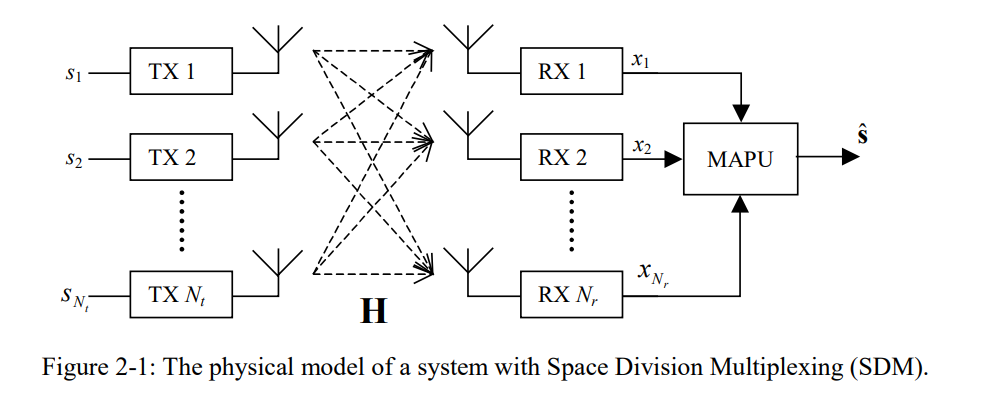 s1 TX 1 RX 1 x1
s2 TX 2 RX 2 x2 MAPU ŝ
sNt TX Nt RX Nr xNr
H
Figure 2-1: The physical model of a system with Space Division Multiplexing (SDM).